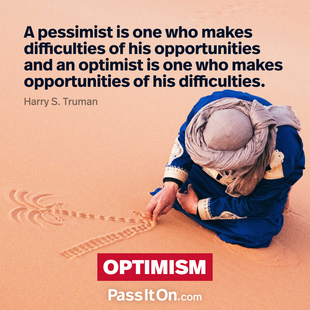 A pessimist is one who makes
difficulties of his opportunities
and an optimist is one who makes
opportunities of his difficulties.
Harry S. Truman
OPTIMISM
PassItOn.com